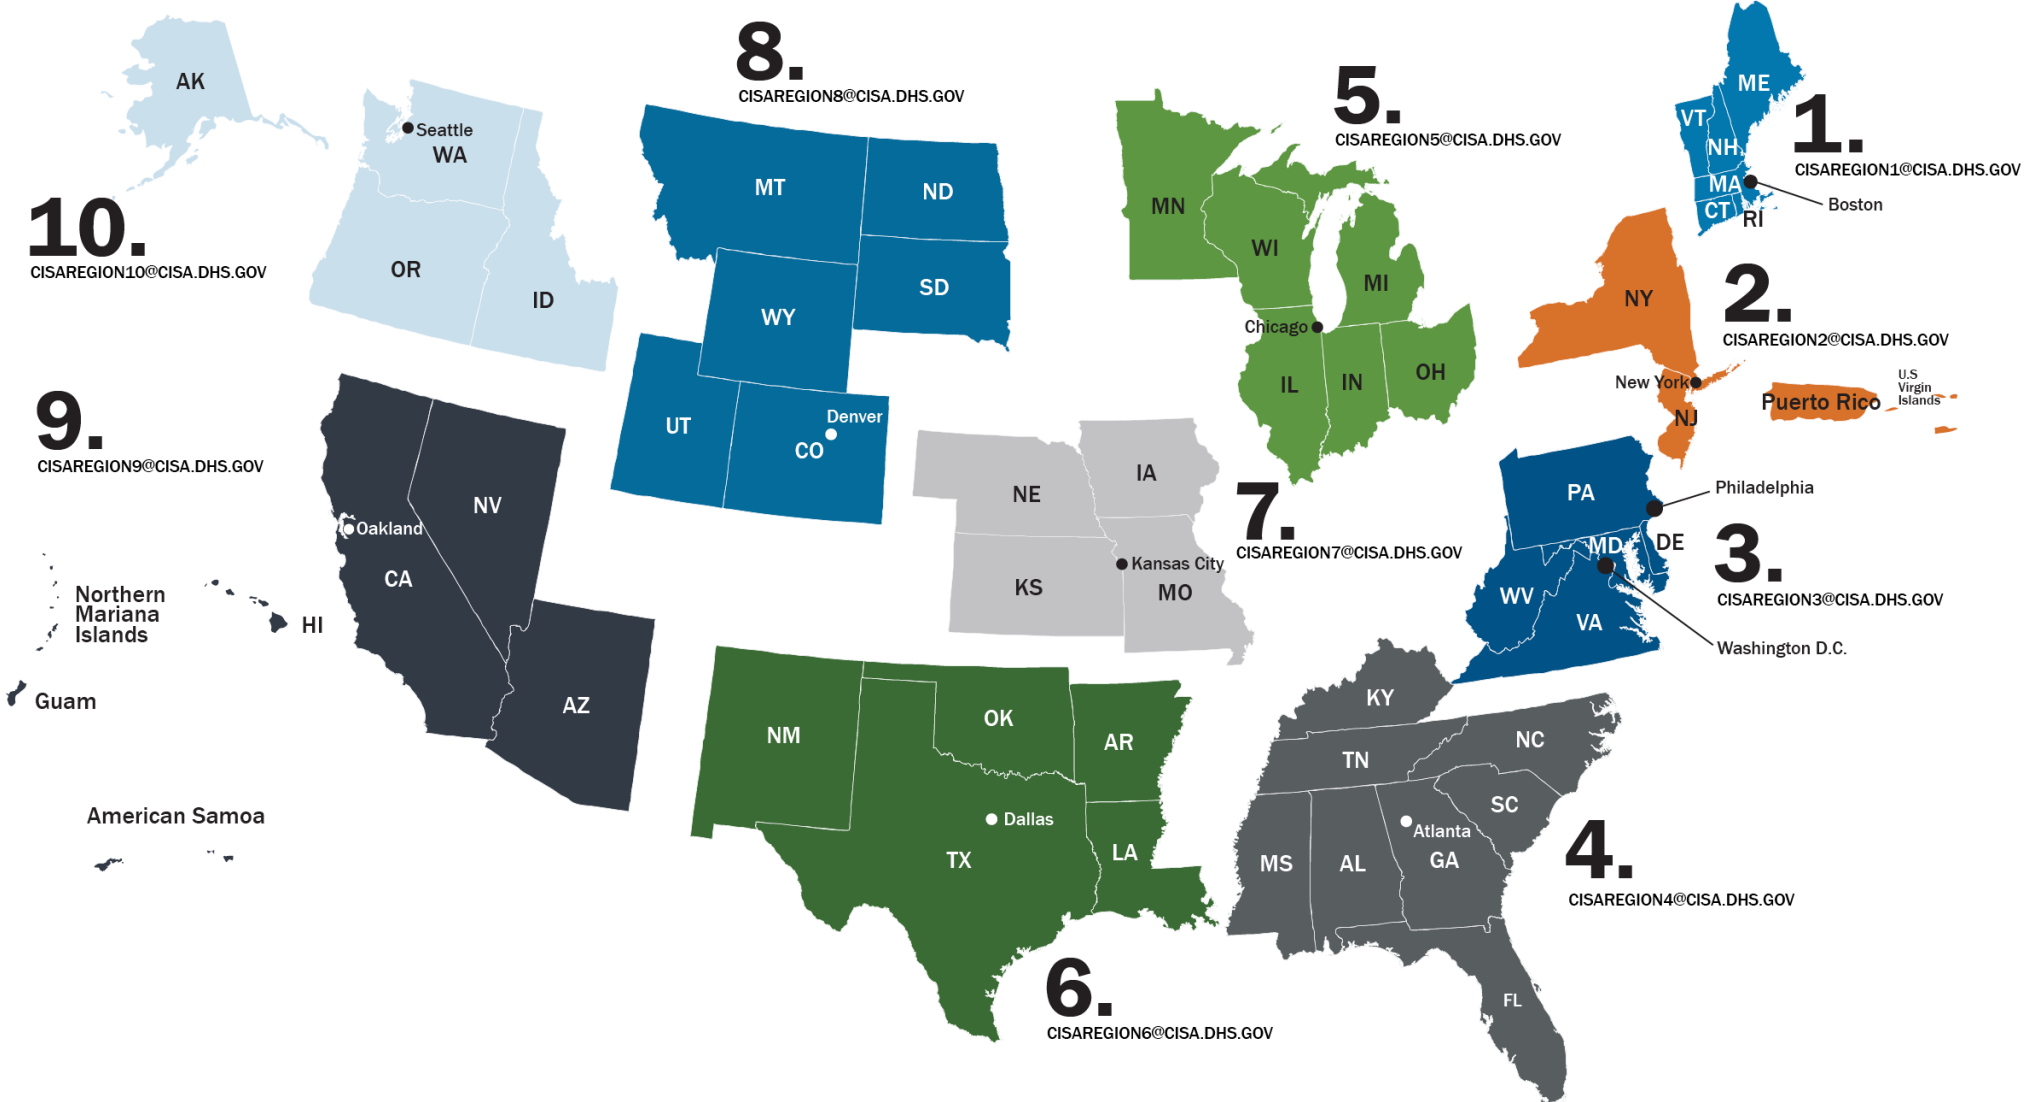 AK
Seattle
WA
OR
ID
10.
CISAREGION10@CISA.DHS.GOV
8.
CISAREGION8@CISA.DHS.GOV
MT
ND
SD
WY
UT
Denver
CO
5.
CISAREGION5@CISA.DHS.GOV
MN
WI
MI
Chicago
IL
IN
OH
ME
VT
NH
MA
CT
RI
Boston
1.
CISAREGION1@CISA.DHS.GOV
NY
New York
NJ
2.
CISAREGION2@CISA.DHS.GOV
Puerto Rico
U.S
Virgin
Islands
9.
CISAREGION9@CISA.DHS.GOV
NV
Oakland
CA
AZ
HI
Northern
Mariana
Islands
Guam
American Samoa
NE
IA
KS
Kansas City
MO
7.
CISAREGION7@CISA.DHS.GOV
PA
Philadelphia
MD
DE
WV
VA
Washington D.C.
3.
CISAREGION3@CISA.DHS.GOV
NM
OK
AR
Dallas
TX
LA
6.
CISAREGION6@CISA.DHS.GOV
KY
TN
NC
SC
MS
AL
Atlanta
GA
FL
4.
CISAREGION4@CISA.DHS.GOV